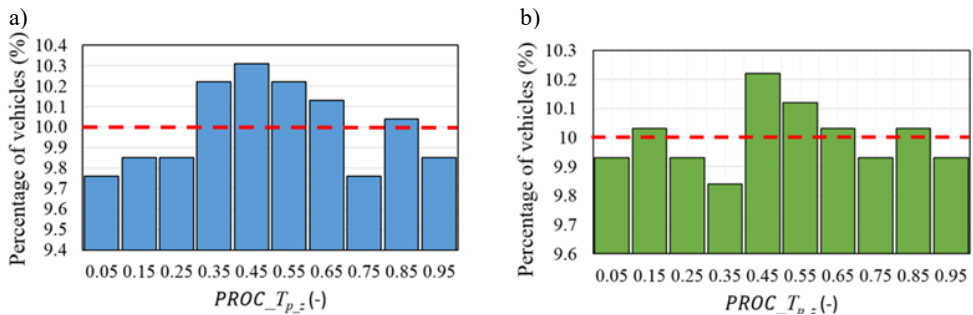 a)
Percentage of vehicles (%)
10.4
10.3
10.2
10.1
10.0
9.9
9.8
9.7
9.6
9.5
9.4
0.05 0.15 0.25 0.35 0.45 0.55 0.65 0.75 0.85 0.95
PROC_T_{p_z} (-)
b)
Percentage of vehicles (%)
10.3
10.2
10.1
10
9.9
9.8
9.7
9.6
0.05 0.15 0.25 0.35 0.45 0.55 0.65 0.75 0.85 0.95
PROC_T_{p_z} (-)